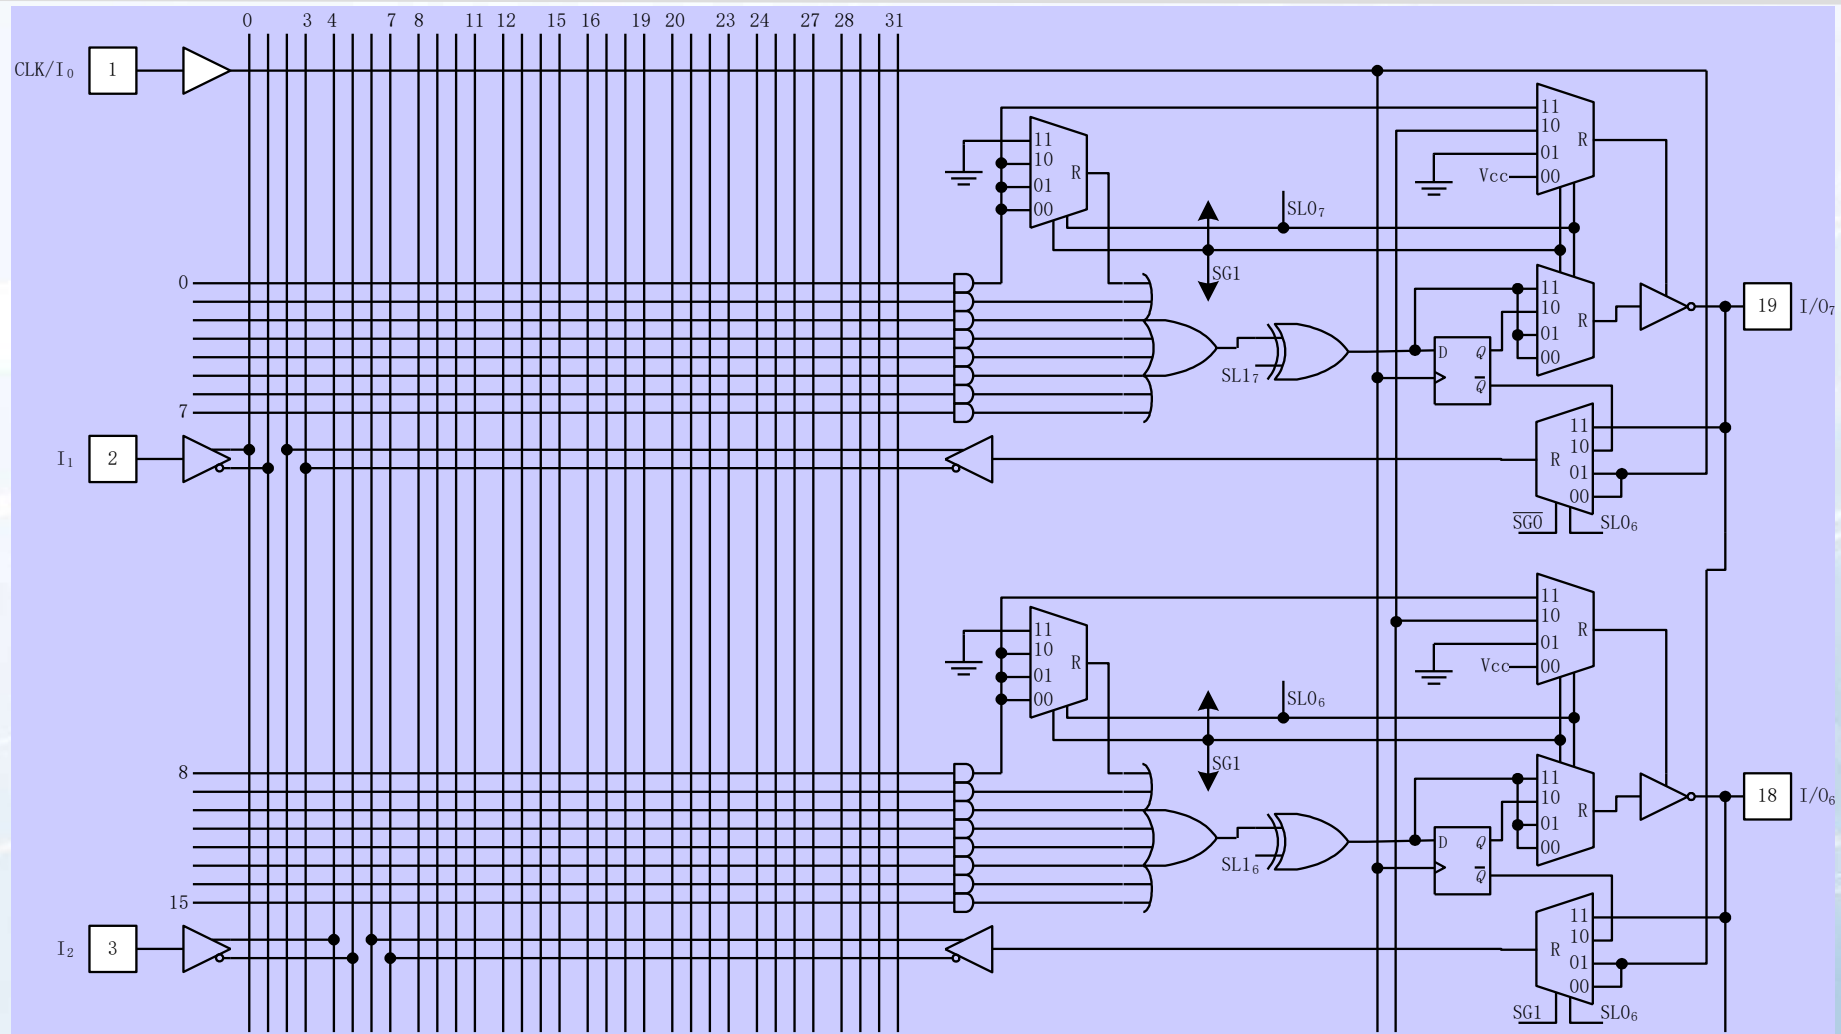 0 3 4 7 8 11 12 15 16 19 20 23 24 27 28 31
CLK/I₀ 1
11
10
01
00
R
11
10
01
00
R
Vcc
SL0₇
SG1
0
7
SL1₇
D Q
Q̅
11
10
01
00
R
19 I/O₇
I₁ 2
11
10
01
00
R
S̅G̅0̅ SL0₆
11
10
01
00
R
11
10
01
00
R
Vcc
SL0₆
SG1
8
15
SL1₆
D Q
Q̅
11
10
01
00
R
18 I/O₆
I₂ 3
11
10
01
00
R
SG1 SL0₆